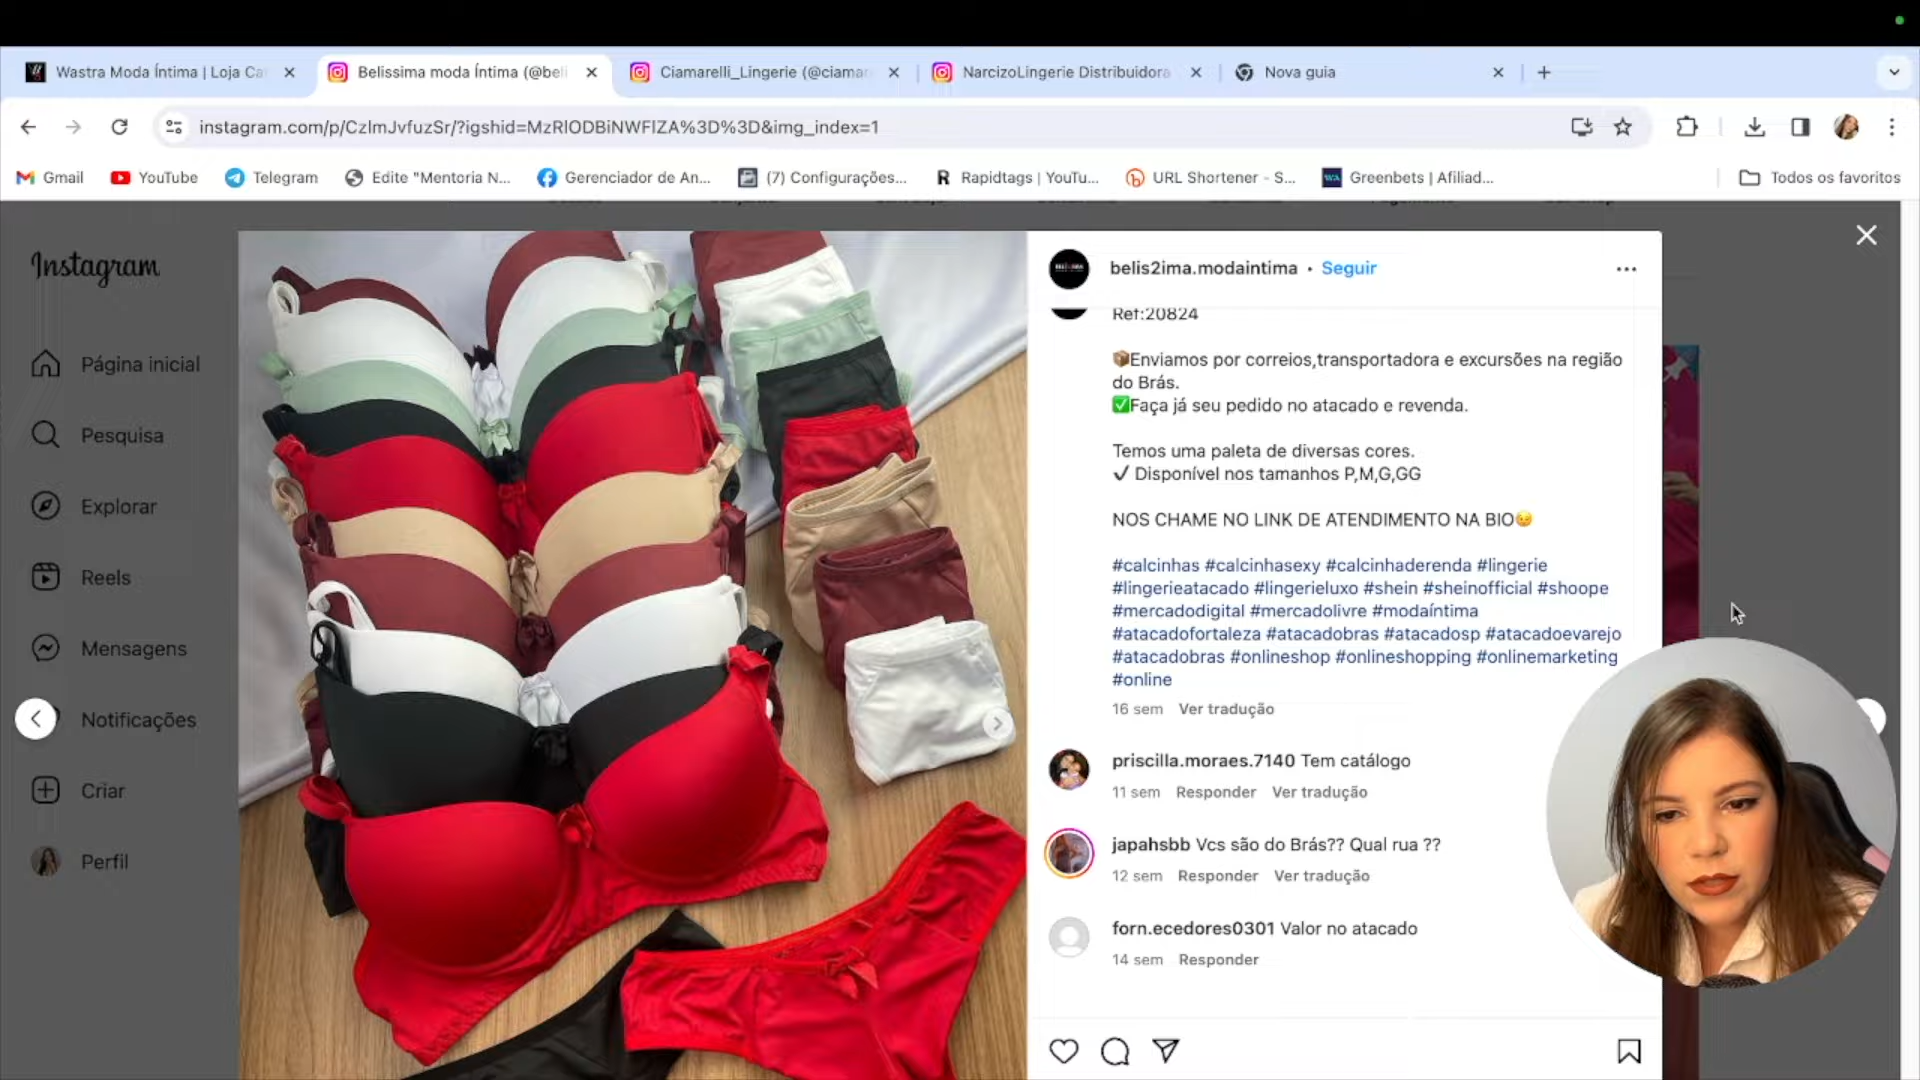 Wastra Moda Íntima | Loja Ca
Belissima moda Íntima (@beli
Ciamarelli_Lingerie (@ciamar
NarcizoLingerie Distribuidora
Nova guia
instagram.com/p/CzlmJvfuzSr/?igshid=MzRlODBiNWFlZA%3D%3D&img_index=1
Gmail
YouTube
Telegram
Edite "Mentoria N...
Gerenciador de An...
(7) Configurações...
Rapidtags | YouTu...
URL Shortener - S...
Greenbets | Afiliad...
Todos os favoritos
Instagram
Página inicial
Pesquisa
Explorar
Reels
Mensagens
Notificações
Criar
Perfil
belis2ima.modaintima • Seguir
Ref:20824
📦Enviamos por correios,transportadora e excursões na região
do Brás.
✅Faça já seu pedido no atacado e revenda.
Temos uma paleta de diversas cores.
✓ Disponível nos tamanhos P,M,G,GG
NOS CHAME NO LINK DE ATENDIMENTO NA BIO😉
#calcinhas #calcinhasexy #calcinhaderenda #lingerie
#lingerieatacado #lingerieluxo #shein #sheinofficial #shoope
#mercadodigital #mercadolivre #modaíntima
#atacadofortaleza #atacadobras #atacadosp #atacadoevarejo
#atacadobras #onlineshop #onlineshopping #onlinemarketing
#online
16 sem Ver tradução
priscilla.moraes.7140 Tem catálogo
11 sem Responder Ver tradução
japahsbb Vcs são do Brás?? Qual rua ??
12 sem Responder Ver tradução
forn.ecedores0301 Valor no atacado
14 sem Responder